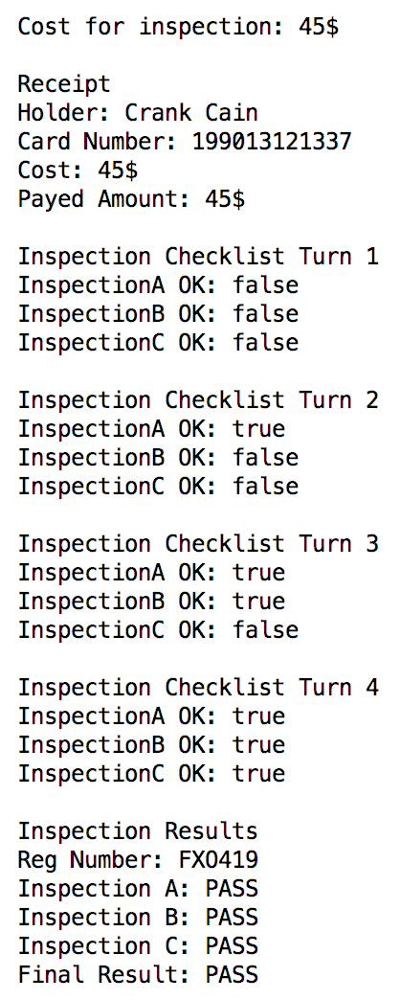 Cost for inspection: 45$
Receipt
Holder: Crank Cain
Card Number: 199013121337
Cost: 45$
Payed Amount: 45$
Inspection Checklist Turn 1
InspectionA OK: false
InspectionB OK: false
InspectionC OK: false
Inspection Checklist Turn 2
InspectionA OK: true
InspectionB OK: false
InspectionC OK: false
Inspection Checklist Turn 3
InspectionA OK: true
InspectionB OK: true
InspectionC OK: false
Inspection Checklist Turn 4
InspectionA OK: true
InspectionB OK: true
InspectionC OK: true
Inspection Results
Reg Number: FXO419
Inspection A: PASS
Inspection B: PASS
Inspection C: PASS
Final Result: PASS